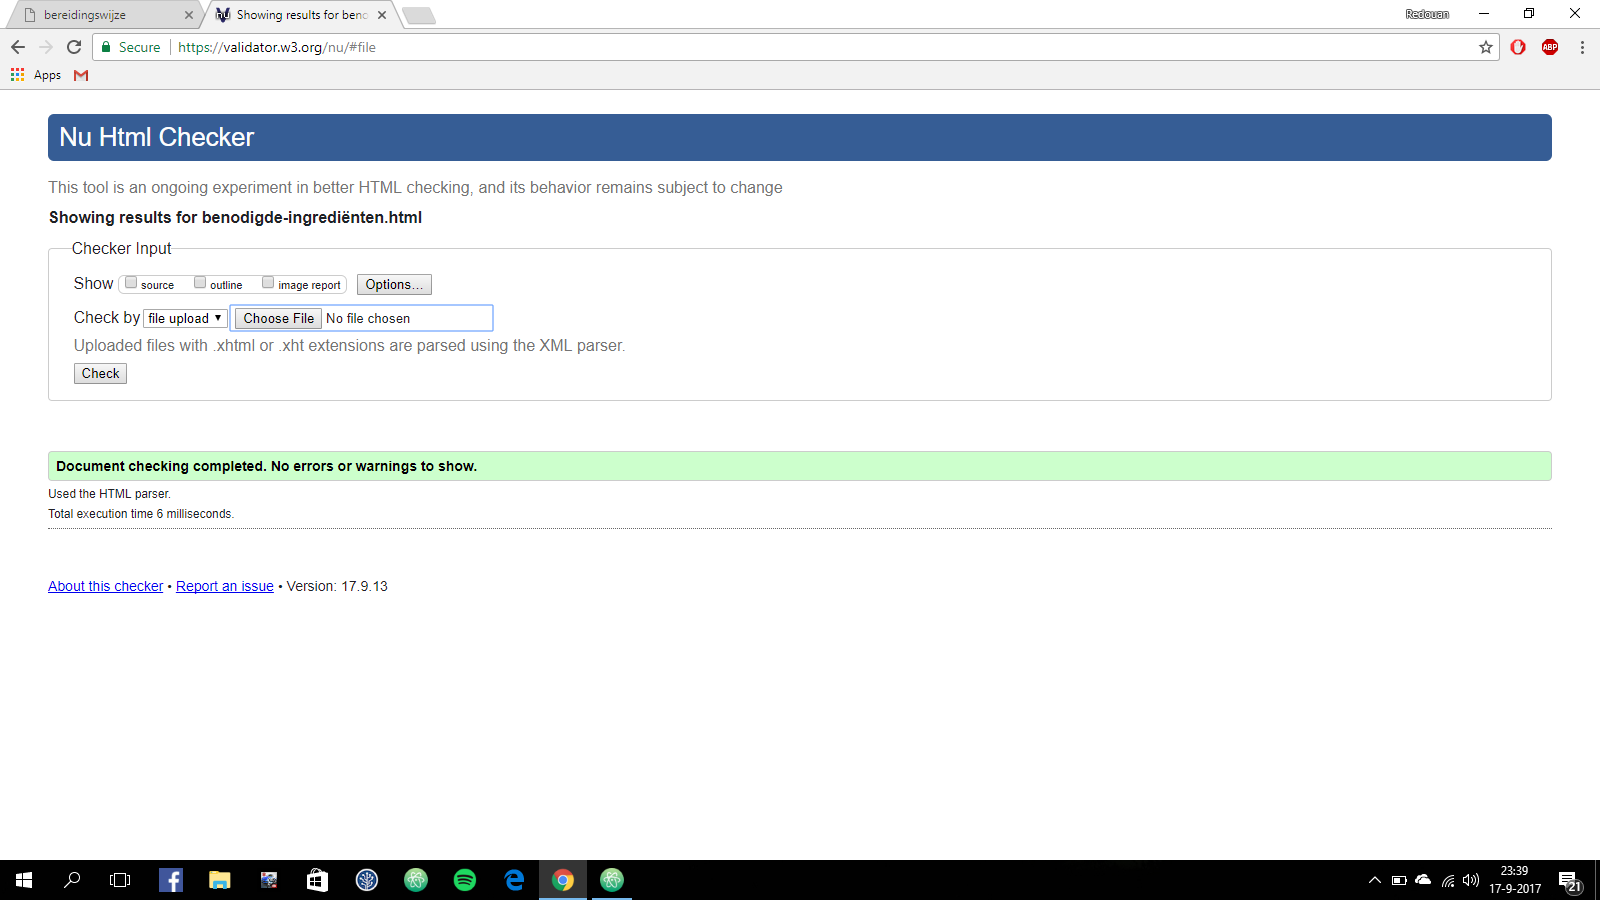 bereidingswijze
Showing results for beno
Redouan
Secure
https://validator.w3.org/nu/#file
ABP
Apps
Nu Html Checker
This tool is an ongoing experiment in better HTML checking, and its behavior remains subject to change
Showing results for benodigde-ingrediënten.html
Checker Input
Show source outline image report Options...
Check by file upload Choose File No file chosen
Uploaded files with .xhtml or .xht extensions are parsed using the XML parser.
Check
Document checking completed. No errors or warnings to show.
Used the HTML parser.
Total execution time 6 milliseconds.
About this checker • Report an issue • Version: 17.9.13
23:39
17-9-2017
21